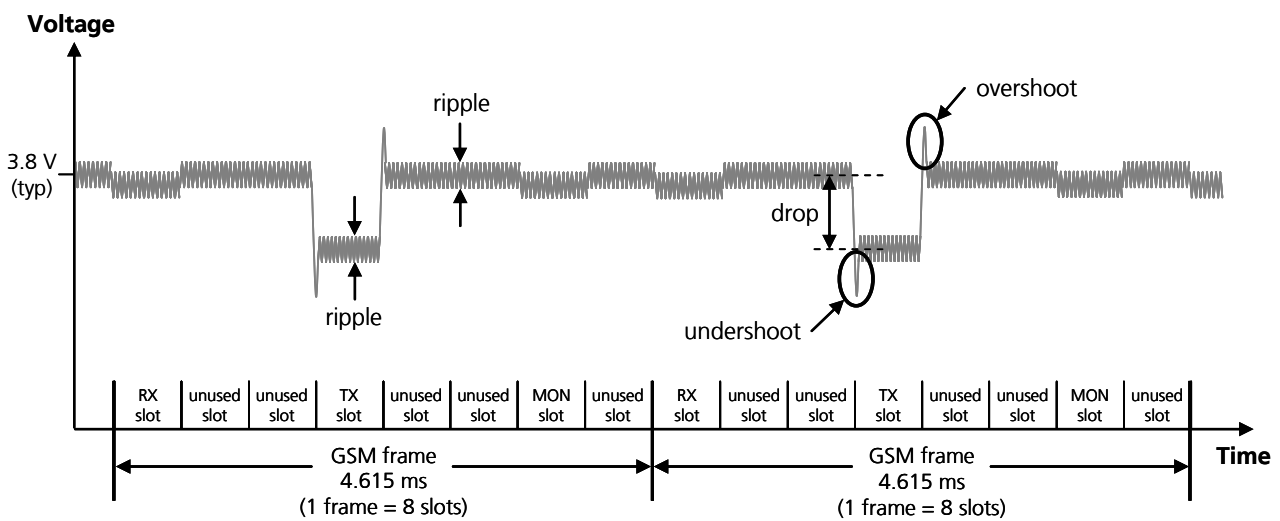 Voltage
overshoot
ripple
3.8 V
(typ)
drop
ripple
undershoot
RX unused unused TX unused unused MON unused RX unused unused TX unused unused MON unused
slot slot slot slot slot slot slot slot slot slot slot slot slot slot slot slot
GSM frame GSM frame Time
4.615 ms 4.615 ms
(1 frame = 8 slots) (1 frame = 8 slots)